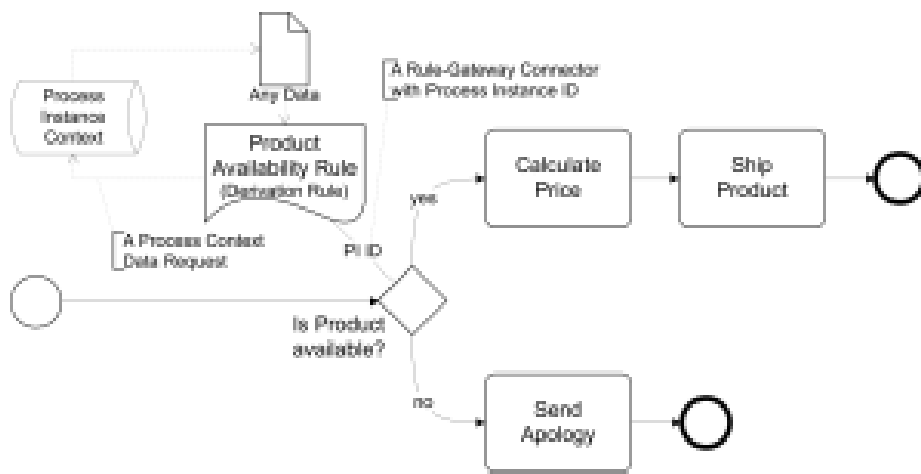 Process
Instance
Context
Any Data
A Rule-Gateway Connector
with Process Instance ID
Product
Availability Rule
(Derivation Rule)
A Process Context
Data Request
PI ID
yes
Calculate
Price
Ship
Product
Is Product
available?
no
Send
Apology